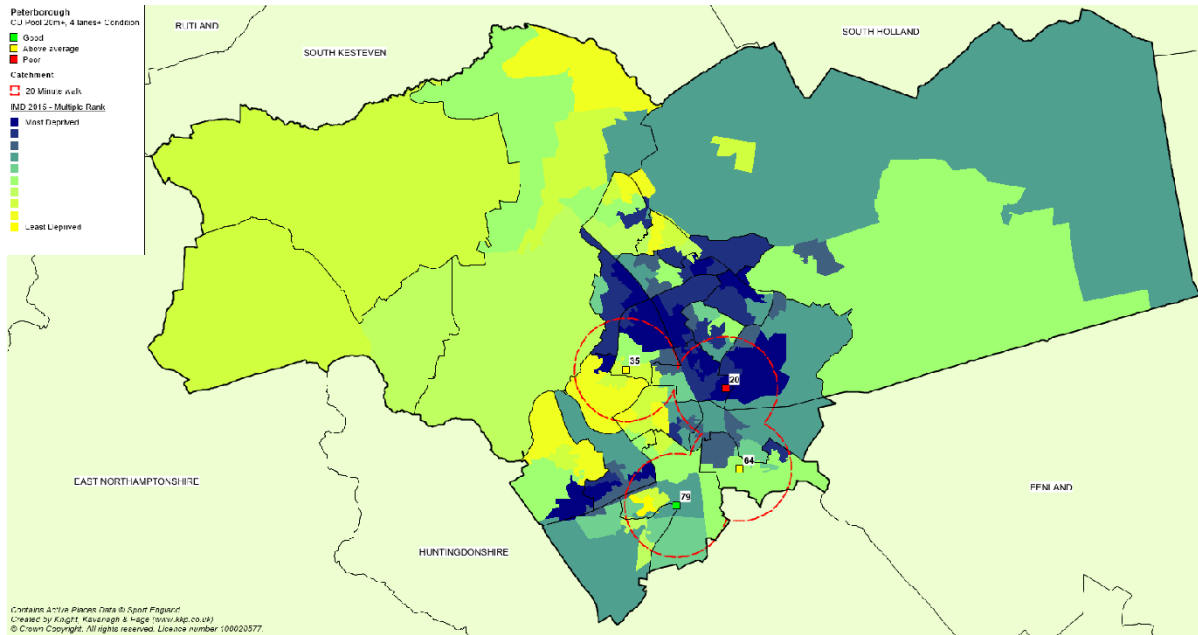 Peterborough
CU Pool 20m+, 4 lanes+ Condition
Good
Above average
Poor
Catchment
20 Minute walk
IMD 2015 - Multiple Rank
Most Deprived
Least Deprived
RUTLAND
SOUTH KESTEVEN
SOUTH HOLLAND
35
20
64
79
EAST NORTHAMPTONSHIRE
FENLAND
HUNTINGDONSHIRE
Contains Active Places Data © Sport England
Created by Knight, Kavanagh & Page (www.kkp.co.uk)
© Crown Copyright. All rights reserved. Licence number 100020577.